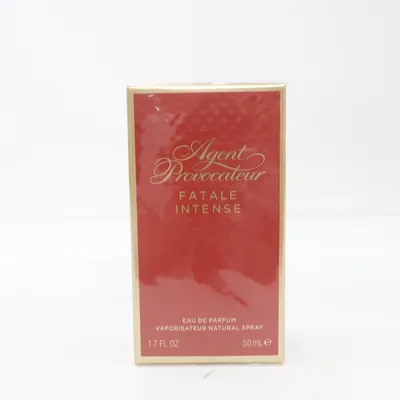 Agent
Provocateur
FATALE
INTENSE
EAU DE PARFUM
VAPORISATEUR NATURAL SPRAY
1.7 FL OZ 50 mL ℮